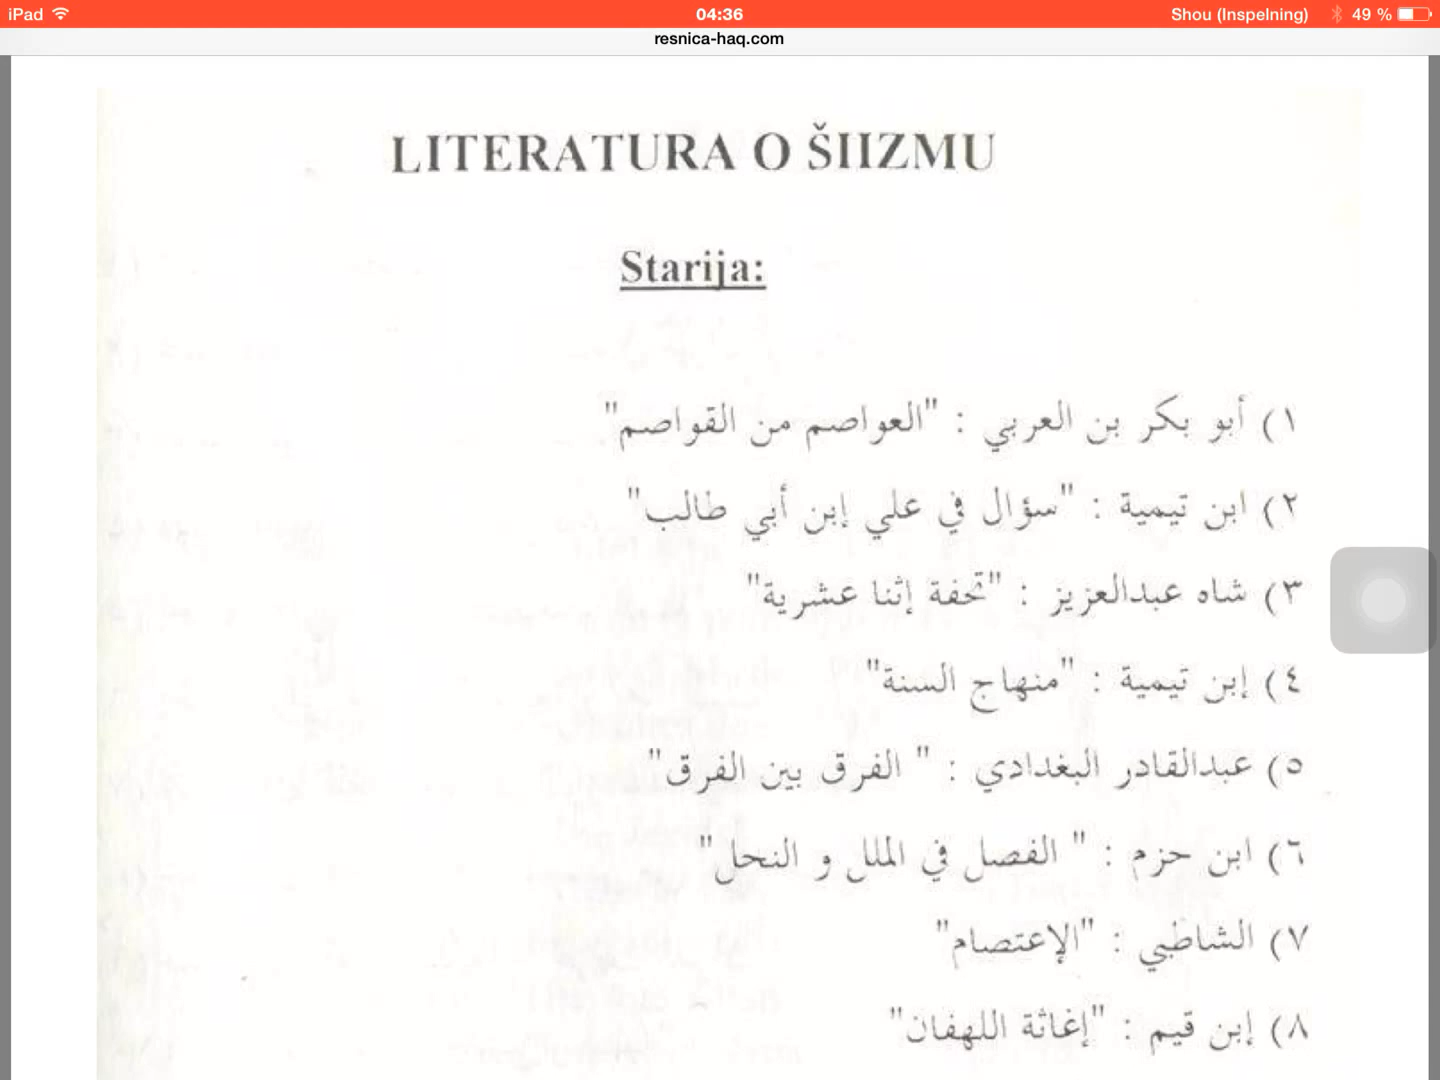 iPad 04:36 Shou (Inspelning) 49 %
resnica-haq.com
LITERATURA O ŠIIZMU
Starija:
١) أبو بكر بن العربي : "العواصم من القواصم"
٢) ابن تيمية : "سؤال في علي إبن أبي طالب"
٣) شاه عبدالعزيز : "تحفة إثنا عشرية"
٤) إبن تيمية : "منهاج السنة"
٥) عبدالقادر البغدادي : " الفرق بين الفرق"
٦) ابن حزم : " الفصل في الملل و النحل"
٧) الشاطبي : "الإعتصام"
٨) إبن قيم : "إغاثة اللهفان"